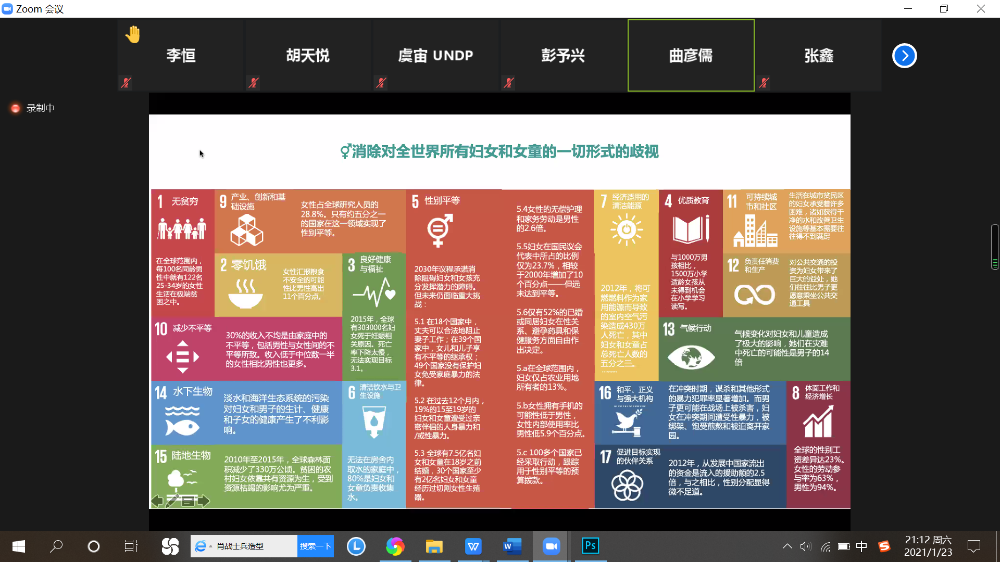 Zoom 会议
李恒
胡天悦
虞宙 UNDP
彭予兴
曲彦儒
张鑫
录制中
消除对全世界所有妇女和女童的一切形式的歧视
1 无贫穷
在全球范围内，
每100名同龄男
性中就有122名
25-34岁的女性
生活在极端贫
困之中。
9 产业、创新和基
础设施
女性占全球研究人员的
28.8%。只有约五分之一
的国家在这一领域实现了
性别平等。
2 零饥饿
女性汇报粮食
不安全的可能
性比男性高出
11个百分点。
3 良好健康
与福祉
2015年，全球
有303000名妇
女死于妊娠相
关原因。死亡
率下降太慢，
无法实现目标
3.1。
10 减少不平等
30%的收入不均是由家庭中的
不平等，包括男性与女性间的不
平等所致。收入低于中位数一半
的女性相比男性也更多。
14 水下生物
淡水和海洋生态系统的污染
对妇女和男子的生计、健康
和子女的健康产生了不利影
响。
6 清洁饮水与卫
生设施
无法在房舍内
取水的家庭中，
80%是妇女和
女童负责收集
水。
15 陆地生物
2010年至2015年，全球森林面
积减少了330万公顷。贫困的农
村妇女依靠共有资源为生，受到
资源枯竭的影响尤为严重。
5 性别平等
2030年议程承诺消
除阻碍妇女和女孩充
分发挥潜力的障碍。
但未来仍面临重大挑
战：
5.1 在18个国家中，
丈夫可以合法地阻止
妻子工作；在39个国
家中，女儿和儿子享
有不平等的继承权；
49个国家没有保护妇
女免受家庭暴力的法
律。
5.2 在过去12个月内，
19%的15至19岁的
妇女和女童遭受过亲
密伴侣的人身暴力和
/或性暴力。
5.3 全球有7.5亿名妇
女和女童在18岁之前
结婚，30个国家至少
有2亿名妇女和女童
经历过切割女性生殖
器。
5.4女性的无偿护理
和家务劳动是男性
的2.6倍。
5.5妇女在国民议会
代表中所占的比例
仅为23.7%，相较
于2000年增加了10
个百分点——但远
未达到平等。
5.6仅有52%的已婚
或同居妇女在性关
系、避孕药具和保
健服务方面自由作
出决定。
5.a在全球范围内，
妇女仅占农业用地
所有者的13%。
5.b女性拥有手机的
可能性低于男性，
女性内部使用率比
男性低5.9个百分点。
5.c 100多个国家已
经采取行动，跟踪
用于性别平等的预
算拨款。
7 经济适用的
清洁能源
2012年，将可
燃燃料作为家
用能源而导致
的室内空气污
染造成430万
人死亡，其中
妇女和女童占
总死亡人数的
五分之三。
4 优质教育
与1000万男
孩相比，
1500万小学
适龄女孩从
未得到机会
在小学学习
读写。
11 可持续城
市和社区
生活在城市贫民区
的妇女承受着许多
困难，诸如获得干
净的水和改善卫生
设施等基本需要往
往得不到满足
12 负责任消费
和生产
对公共交通的投
资为妇女带来了
巨大的益处，她
们往往比男子更
愿意乘坐公共交
通工具
13 气候行动
气候变化对妇女和儿童造成
了极大的影响，她们在灾难
中死亡的可能性是男子的14
倍
16 和平、正义
与强大机构
在冲突时期，谋杀和其他形式
的暴力犯罪率显著增加。而男
子更可能在战场上被杀害，妇
女在冲突期间遭受性暴力，被
绑架、饱受煎熬和被迫离开家
园。
8 体面工作和
经济增长
全球的性别工
资差异达23%。
女性的劳动参
与率为63%，
男性为94%。
17 促进目标实现
的伙伴关系
2012年，从发展中国家流出
的资金是流入的援助额的2.5
倍，与之相比，性别分配显得
微不足道。
肖战士兵造型
搜索一下
Ps
中
21:12 周六
2021/1/23